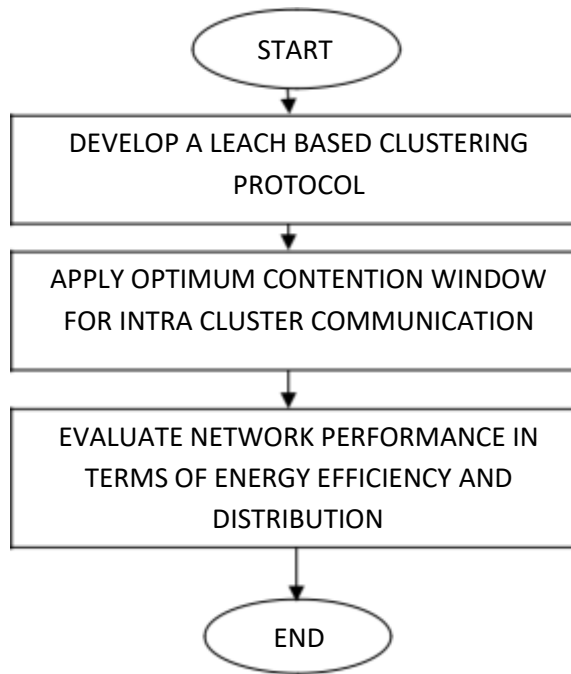 START
DEVELOP A LEACH BASED CLUSTERING
PROTOCOL
APPLY OPTIMUM CONTENTION WINDOW
FOR INTRA CLUSTER COMMUNICATION
EVALUATE NETWORK PERFORMANCE IN
TERMS OF ENERGY EFFICIENCY AND
DISTRIBUTION
END